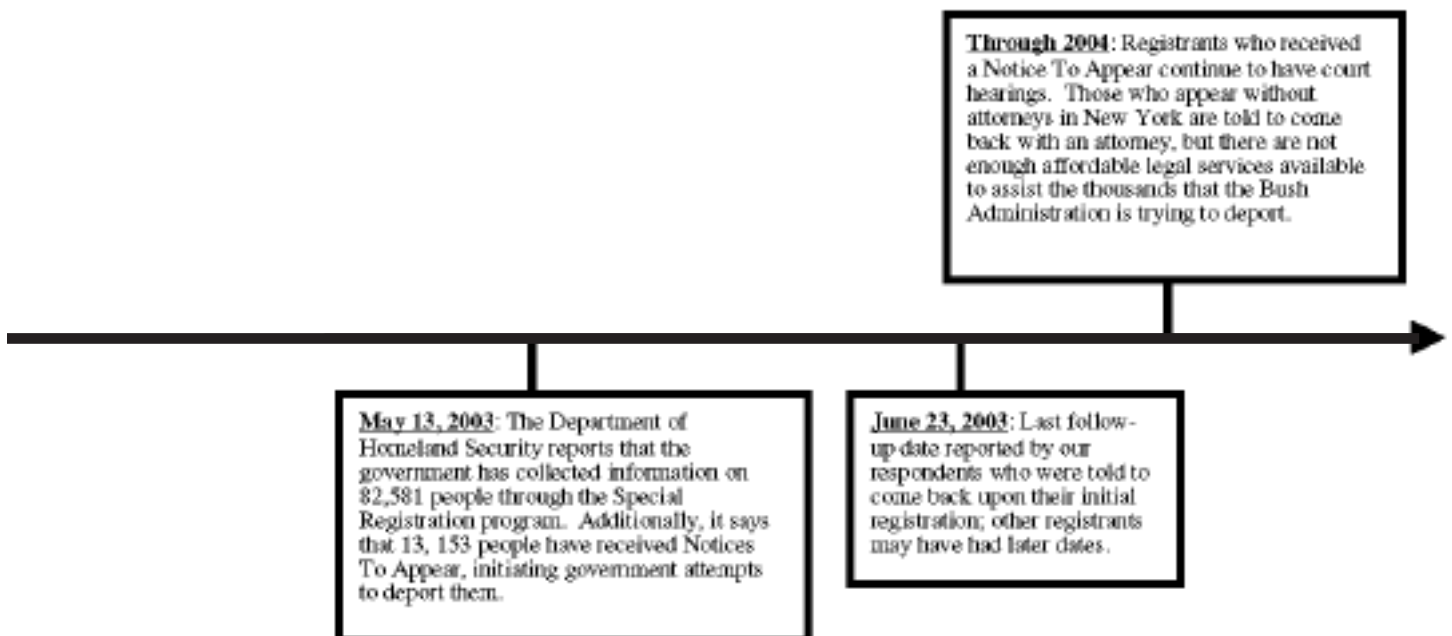 Through 2004: Registrants who received
a Notice To Appear continue to have court
hearings. Those who appear without
attorneys in New York are told to come
back with an attorney, but there are not
enough affordable legal services available
to assist the thousands that the Bush
Administration is trying to deport.
May 13, 2003: The Department of
Homeland Security reports that the
government has collected information on
82,581 people through the Special
Registration program. Additionally, it says
that 13, 153 people have received Notices
To Appear, initiating government attempts
to deport them.
June 23, 2003: Last follow-
up date reported by our
respondents who were told to
come back upon their initial
registration; other registrants
may have had later dates.